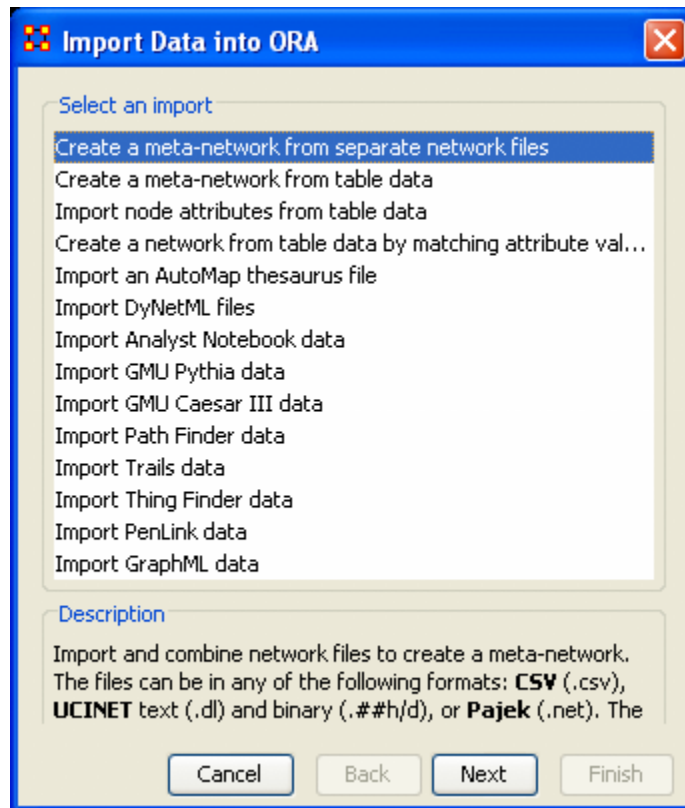 Import Data into ORA
Select an import
Create a meta-network from separate network files
Create a meta-network from table data
Import node attributes from table data
Create a network from table data by matching attribute val...
Import an AutoMap thesaurus file
Import DyNetML files
Import Analyst Notebook data
Import GMU Pythia data
Import GMU Caesar III data
Import Path Finder data
Import Trails data
Import Thing Finder data
Import PenLink data
Import GraphML data
Description
Import and combine network files to create a meta-network.
The files can be in any of the following formats: CSV (.csv),
UCINET text (.dl) and binary (.##h/d), or Pajek (.net). The
Cancel Back Next Finish